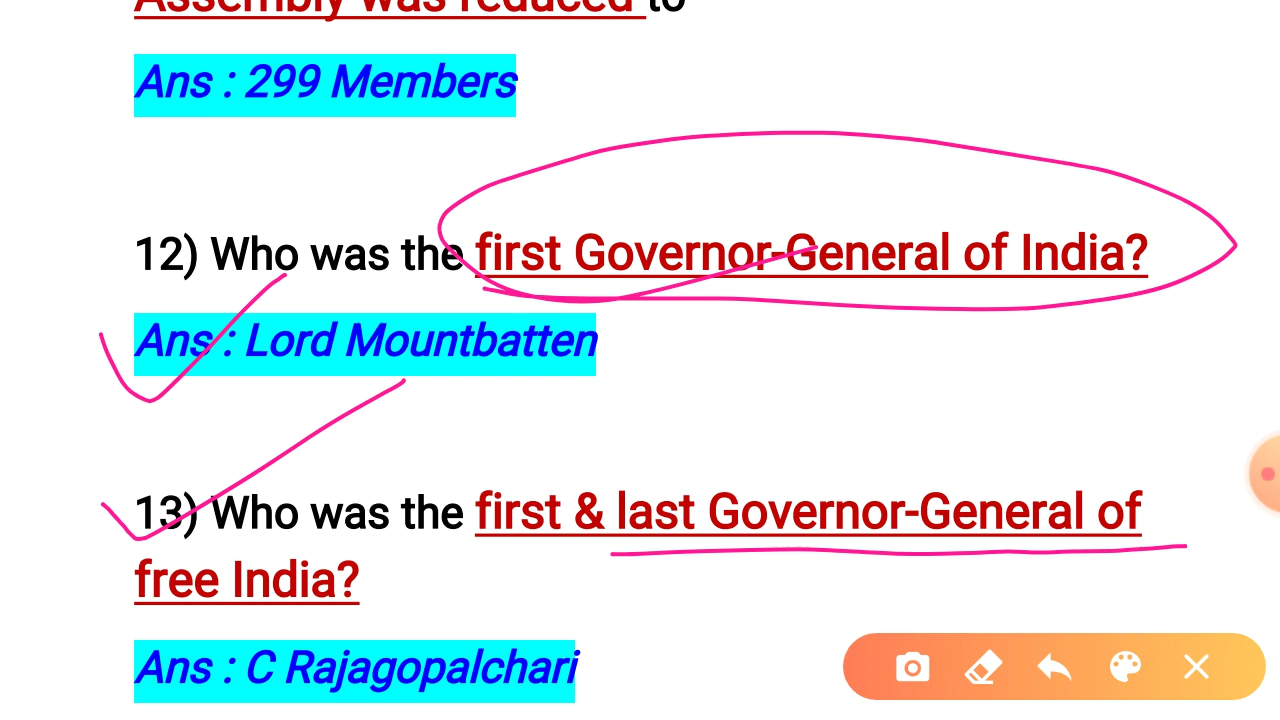 Assembly was reduced to
Ans : 299 Members
12) Who was the first Governor-General of India?
Ans : Lord Mountbatten
13) Who was the first & last Governor-General of
free India?
Ans : C Rajagopalchari